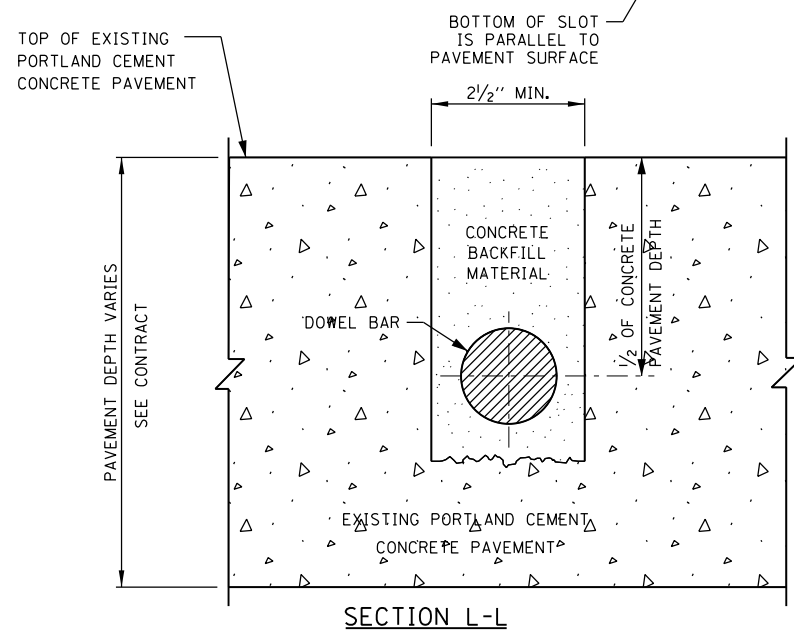 BOTTOM OF SLOT
IS PARALLEL TO
PAVEMENT SURFACE
TOP OF EXISTING
PORTLAND CEMENT
CONCRETE PAVEMENT
2 1/2" MIN.
CONCRETE
BACKFILL
MATERIAL
1/2 OF CONCRETE
PAVEMENT DEPTH
DOWEL BAR
PAVEMENT DEPTH VARIES
SEE CONTRACT
EXISTING PORTLAND CEMENT
CONCRETE PAVEMENT
SECTION L-L